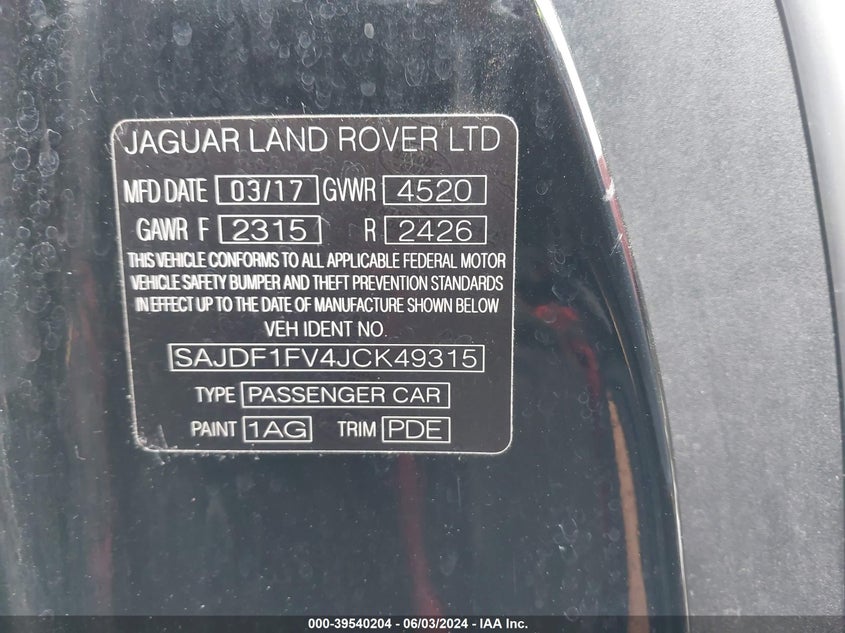 JAGUAR LAND ROVER LTD
MFD DATE 03/17 GVWR 4520
GAWR F 2315 R 2426
THIS VEHICLE CONFORMS TO ALL APPLICABLE FEDERAL MOTOR
VEHICLE SAFETY BUMPER AND THEFT PREVENTION STANDARDS
IN EFFECT UP TO THE DATE OF MANUFACTURE SHOWN BELOW
VEH IDENT NO.
SAJDF1FV4JCK49315
TYPE PASSENGER CAR
PAINT 1AG TRIM PDE
000-39540204 - 06/03/2024 - IAA Inc.